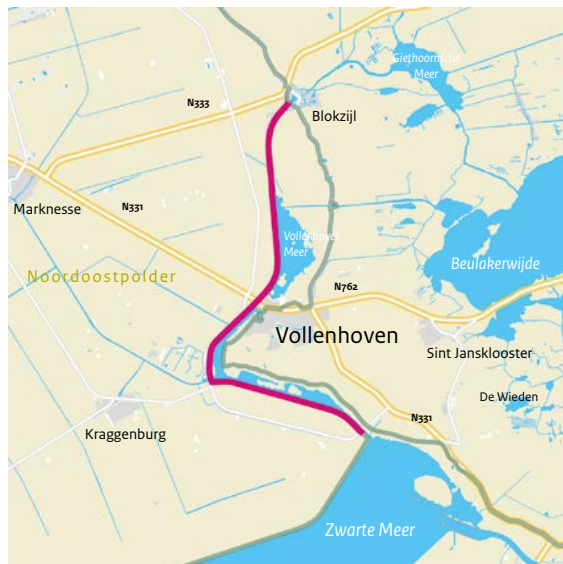 Giethoornsche
Meer
N333
Blokzijl
Marknesse
N331
Vollenhover
Meer
Beulakerwijde
Noordoostpolder
N762
Vollenhoven
Sint Jansklooster
De Wieden
N331
Kraggenburg
Zwarte Meer